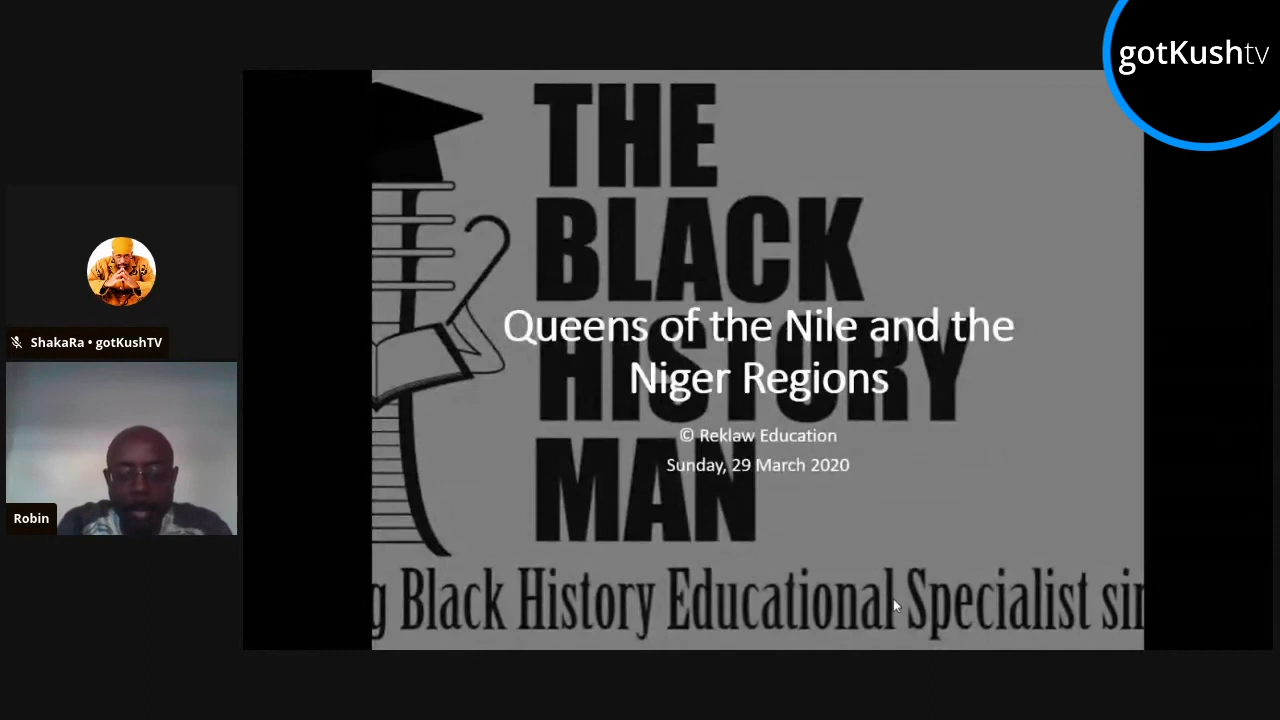 gotKushtv
THE
BLACK
HISTORY
MAN
Queens of the Nile and the
Niger Regions
© Reklaw Education
Sunday, 29 March 2020
Black History Educational Specialist
ShakaRa • gotKushTV
Robin